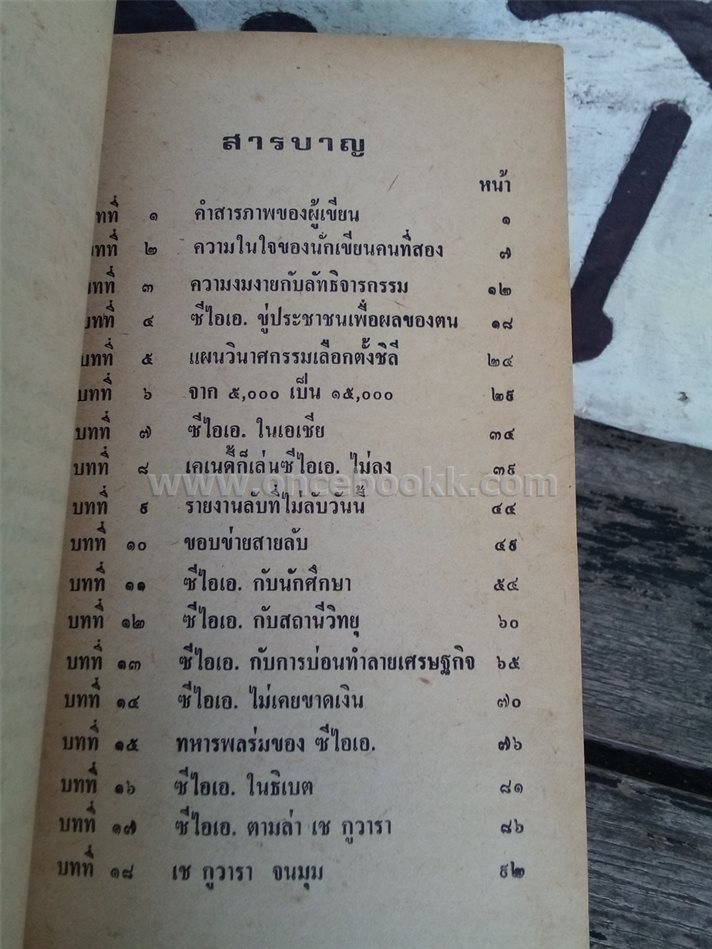 สารบาญ
หน้า
บทที่ ๑ คำสารภาพของผู้เขียน ๑
บทที่ ๒ ความในใจของนักเขียนคนที่สอง ๗
บทที่ ๓ ความงมงายกับลัทธิจารกรรม ๑๒
บทที่ ๔ ซีไอเอ. ขู่ประชาชนเพื่อผลของตน ๑๘
บทที่ ๕ แผนวินาศกรรมเลือกตั้งชิลี ๒๔
บทที่ ๖ จาก ๕,๐๐๐ เป็น ๑๕,๐๐๐ ๒๙
บทที่ ๗ ซีไอเอ. ในเอเชีย ๓๔
บทที่ ๘ เคเนดี้ก็เล่นซีไอเอ. ไม่ลง ๓๙
www.oncebookk.com
บทที่ ๙ รายงานลับที่ไม่ลับวันนี้ ๔๔
บทที่ ๑๐ ขอบข่ายสายลับ ๔๙
บทที่ ๑๑ ซีไอเอ. กับนักศึกษา ๕๔
บทที่ ๑๒ ซีไอเอ. กับสถานีวิทยุ ๖๐
บทที่ ๑๓ ซีไอเอ. กับการบ่อนทำลายเศรษฐกิจ ๖๕
บทที่ ๑๔ ซีไอเอ. ไม่เคยขาดเงิน ๗๐
บทที่ ๑๕ ทหารพลร่มของ ซีไอเอ. ๗๖
บทที่ ๑๖ ซีไอเอ. ในธิเบต ๘๑
บทที่ ๑๗ ซีไอเอ. ตามล่า เช กูวารา ๘๖
บทที่ ๑๘ เช กูวารา จนมุม ๙๒